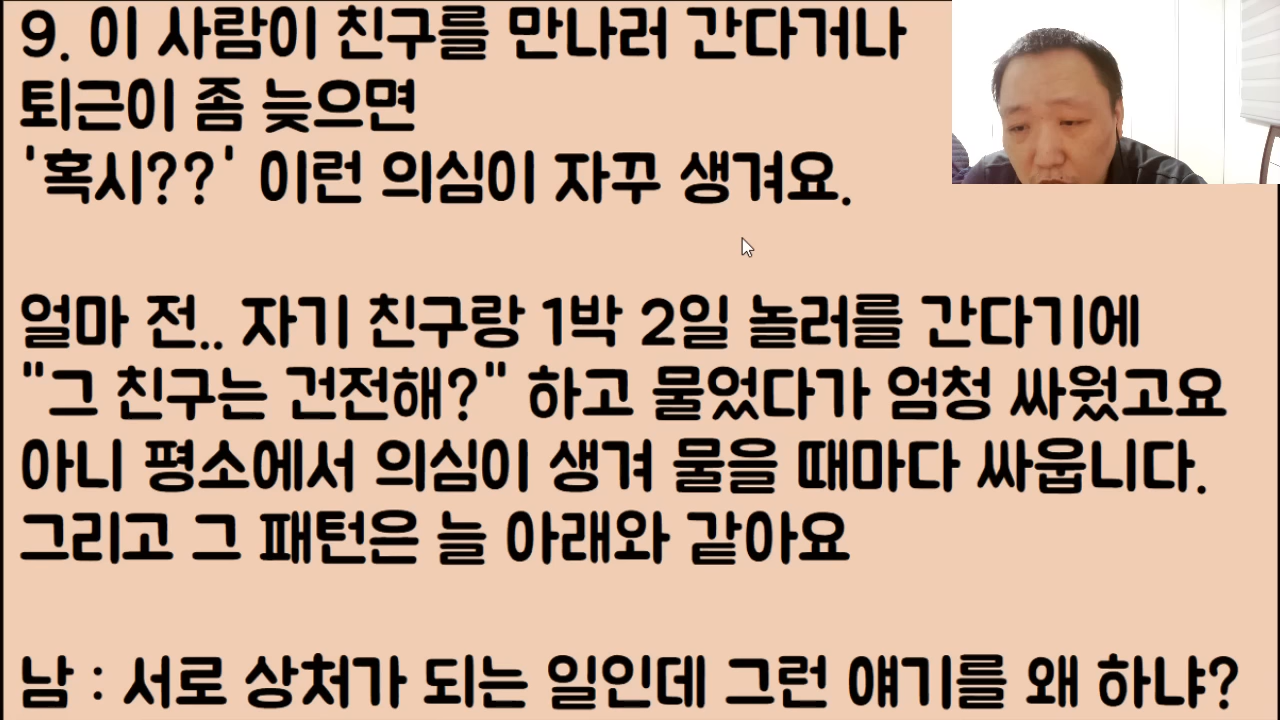 9. 이 사람이 친구를 만나러 간다거나
퇴근이 좀 늦으면
'혹시??' 이런 의심이 자꾸 생겨요.
얼마 전.. 자기 친구랑 1박 2일 놀러를 간다기에
"그 친구는 건전해?" 하고 물었다가 엄청 싸웠고요
아니 평소에서 의심이 생겨 물을 때마다 싸웁니다.
그리고 그 패턴은 늘 아래와 같아요
남 : 서로 상처가 되는 일인데 그런 얘기를 왜 하냐?